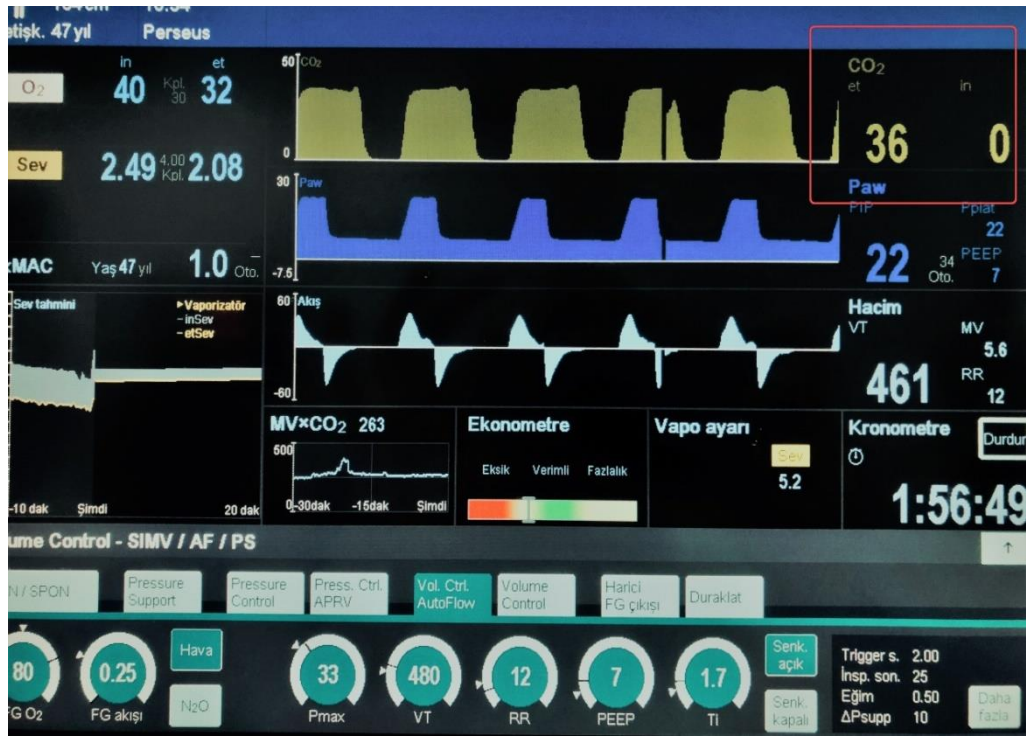 etişk. 47 yıl Perseus
in et
O2 40 Kpl. 30 32
Sev 2.49 4.00 Kpl. 2.08
xMAC Yaş 47 yıl 1.0 Oto.
Sev tahmini
▸Vaporizatör
–inSev
–etSev
-10 dak Şimdi 20 dak
50 CO2
0
30 Paw
-7.5
60 Akış
-60
CO2
et in
36 0
Paw
PIP Pplat
22
22 34 Oto. PEEP
7
Hacim
VT MV
5.6
461 RR
12
MV×CO2 263
500
0 -30dak -15dak Şimdi
Ekonometre
Eksik Verimli Fazlalık
Vapo ayarı
Sev
5.2
Kronometre
Durdur
1:56:49
ume Control - SIMV / AF / PS
N / SPON
Pressure Support
Pressure Control
Press. Ctrl. APRV
Vol. Ctrl. AutoFlow
Volume Control
Harici FG çıkışı
Duraklat
80 0.25 Hava 33 480 12 7 1.7 Senk. açık
FG O2 FG akışı N2O Pmax VT RR PEEP Ti Senk. kapalı
Trigger s. 2.00
İnsp. son. 25
Eğim 0.50
ΔPsupp 10
Daha fazla